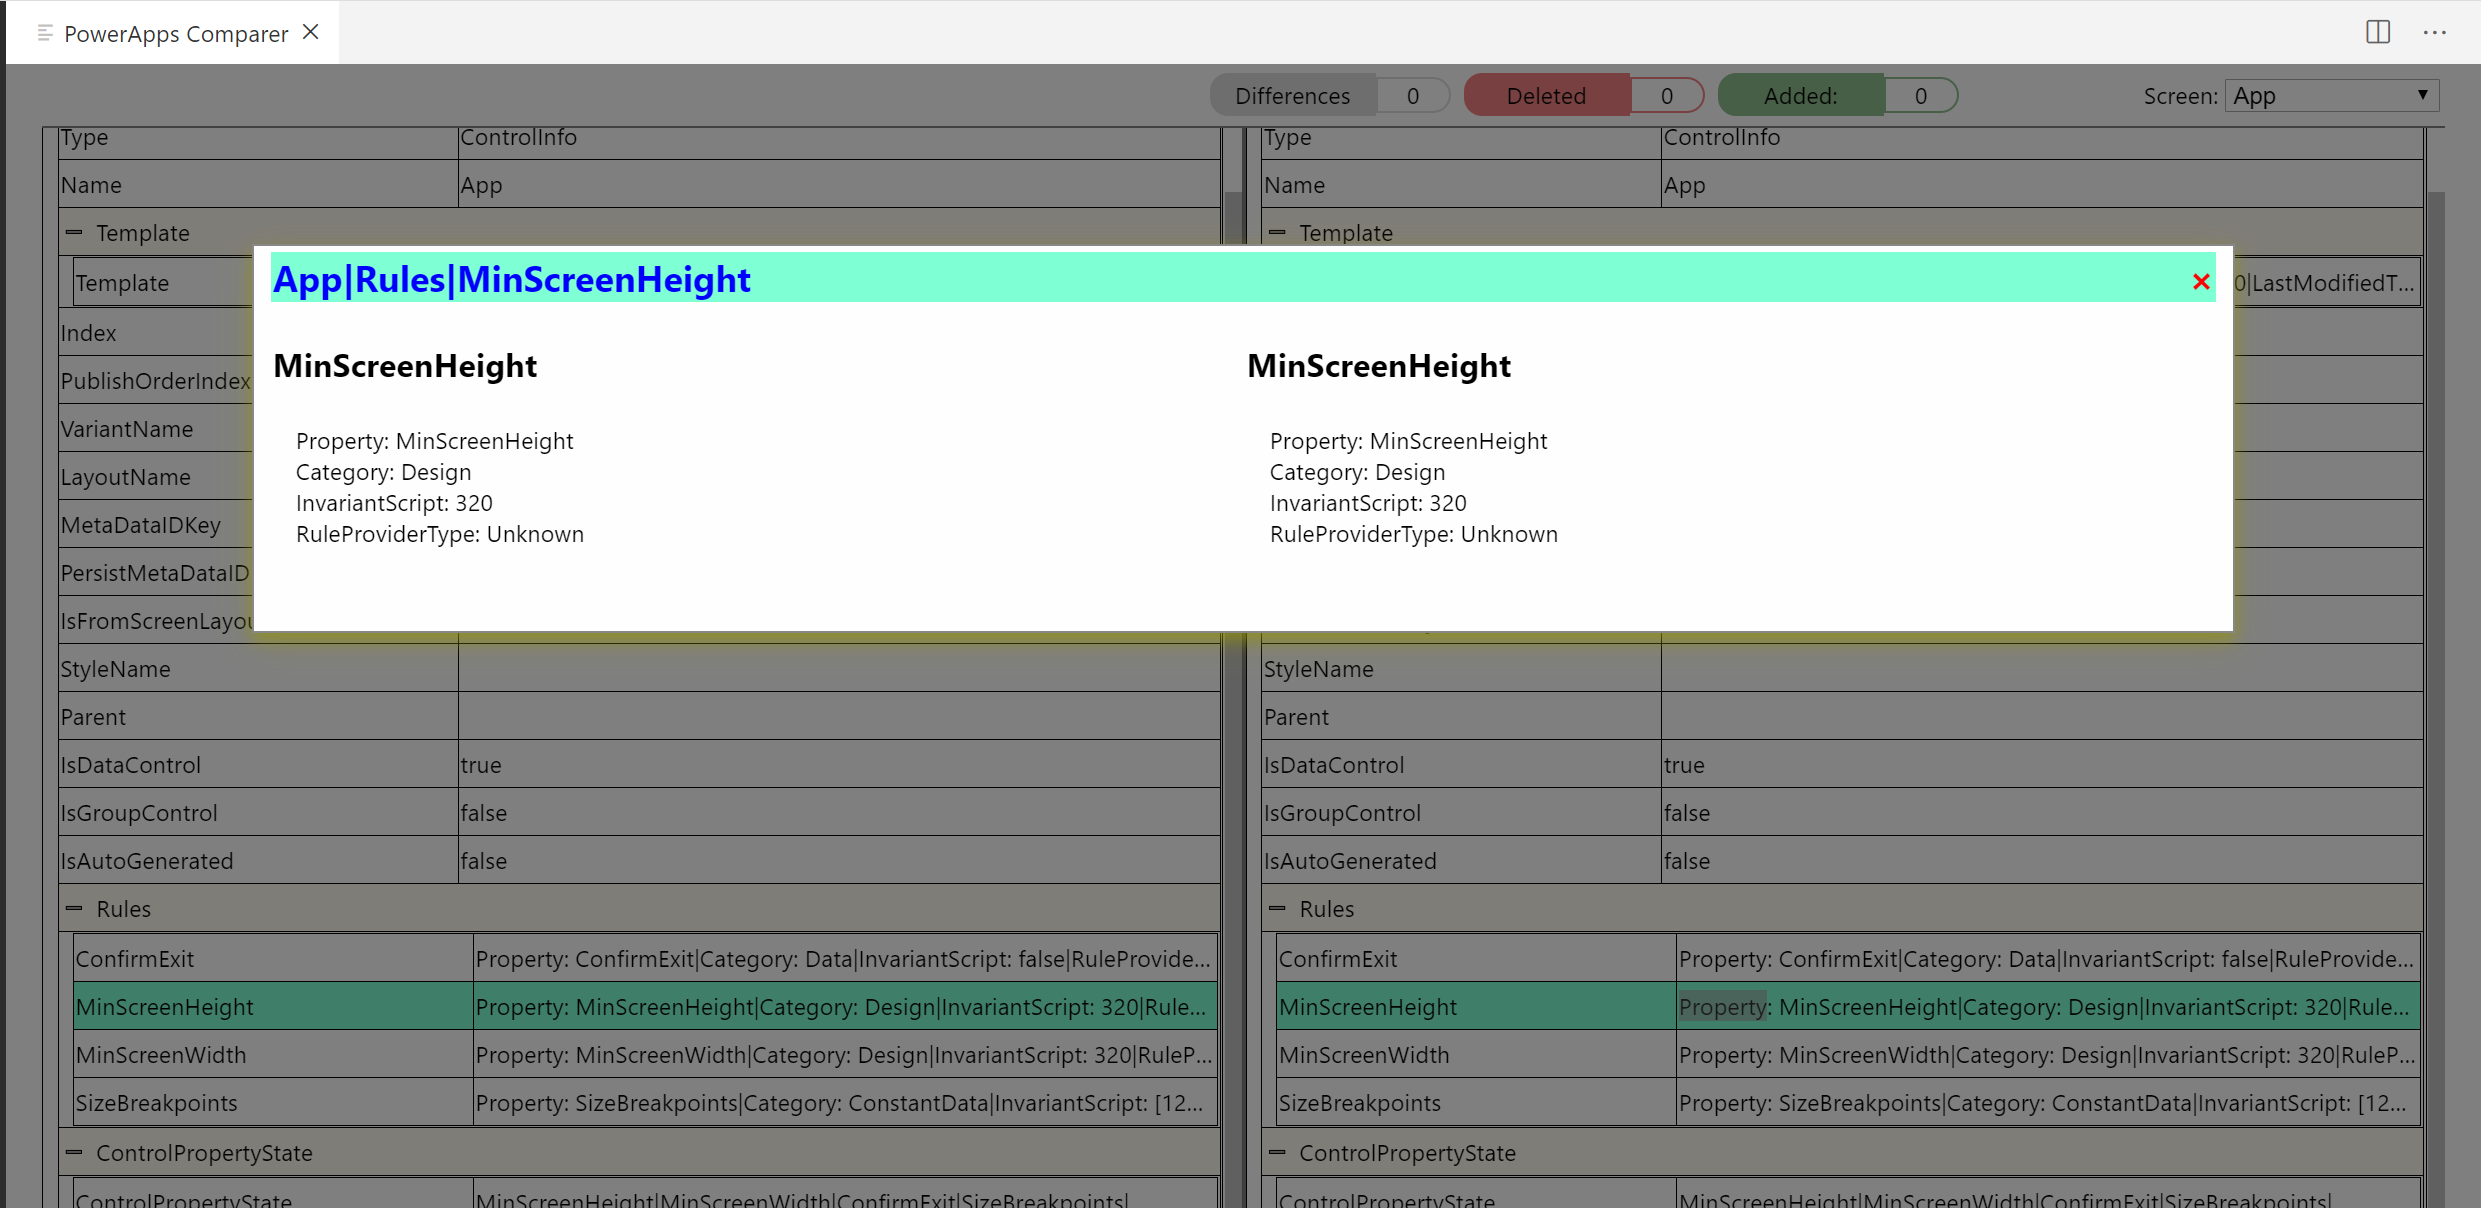 PowerApps Comparer
Differences 0 Deleted 0 Added: 0 Screen: App
Type ControlInfo Type ControlInfo
Name App Name App
Template Template
Template 0|LastModifiedT...
App|Rules|MinScreenHeight
Index
MinScreenHeight MinScreenHeight
PublishOrderIndex
VariantName
Property: MinScreenHeight Property: MinScreenHeight
Category: Design Category: Design
LayoutName
InvariantScript: 320 InvariantScript: 320
MetaDataIDKey
RuleProviderType: Unknown RuleProviderType: Unknown
PersistMetaDataID
IsFromScreenLayou
StyleName StyleName
Parent Parent
IsDataControl true IsDataControl true
IsGroupControl false IsGroupControl false
IsAutoGenerated false IsAutoGenerated false
Rules Rules
ConfirmExit Property: ConfirmExit|Category: Data|InvariantScript: false|RuleProvide... ConfirmExit Property: ConfirmExit|Category: Data|InvariantScript: false|RuleProvide...
MinScreenHeight Property: MinScreenHeight|Category: Design|InvariantScript: 320|Rule... MinScreenHeight Property: MinScreenHeight|Category: Design|InvariantScript: 320|Rule...
MinScreenWidth Property: MinScreenWidth|Category: Design|InvariantScript: 320|RuleP... MinScreenWidth Property: MinScreenWidth|Category: Design|InvariantScript: 320|RuleP...
SizeBreakpoints Property: SizeBreakpoints|Category: ConstantData|InvariantScript: [12... SizeBreakpoints Property: SizeBreakpoints|Category: ConstantData|InvariantScript: [12...
ControlPropertyState ControlPropertyState
ControlPropertyState MinScreenHeight|MinScreenWidth|ConfirmExit|SizeBreakpoints| ControlPropertyState MinScreenHeight|MinScreenWidth|ConfirmExit|SizeBreakpoints|